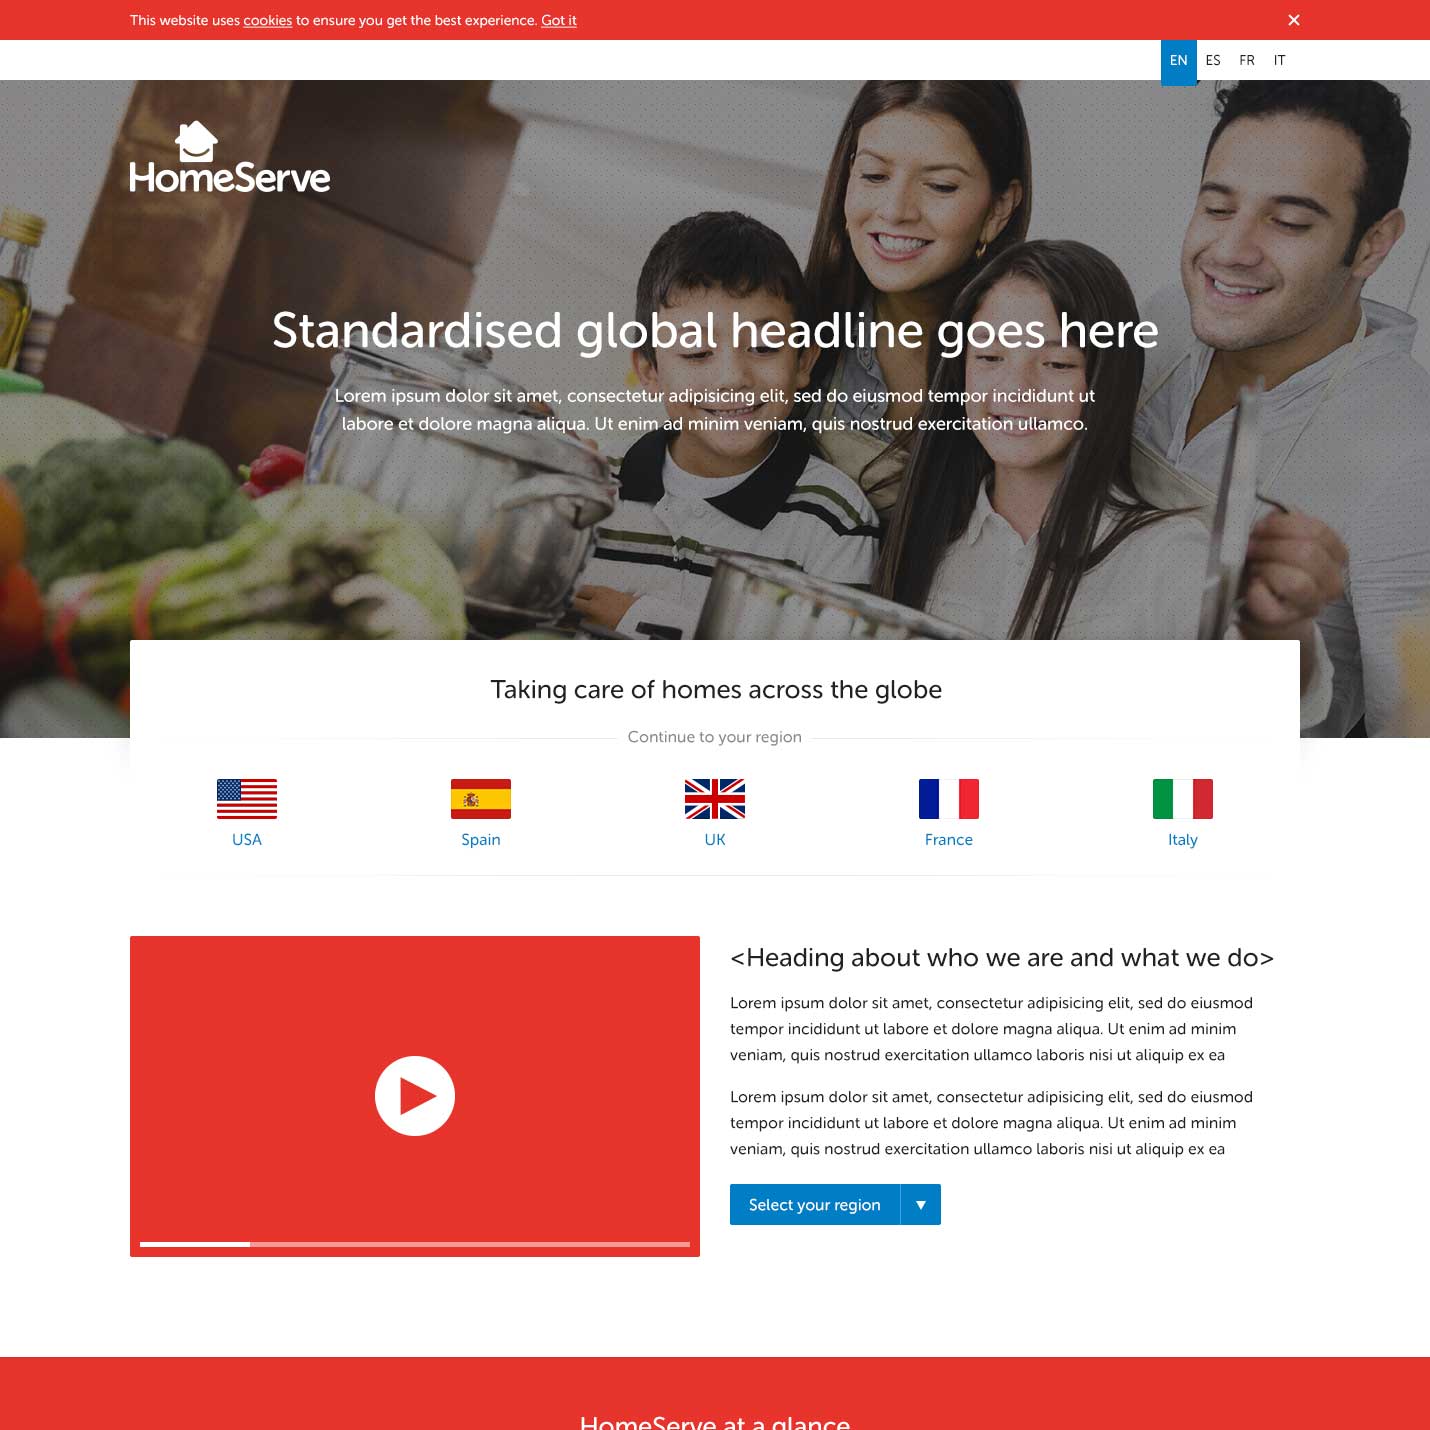 This website uses cookies to ensure you get the best experience. Got it
EN ES FR IT
HomeServe
Standardised global headline goes here
Lorem ipsum dolor sit amet, consectetur adipisicing elit, sed do eiusmod tempor incididunt ut
labore et dolore magna aliqua. Ut enim ad minim veniam, quis nostrud exercitation ullamco.
Taking care of homes across the globe
Continue to your region
USA Spain UK France Italy
<Heading about who we are and what we do>
Lorem ipsum dolor sit amet, consectetur adipisicing elit, sed do eiusmod
tempor incididunt ut labore et dolore magna aliqua. Ut enim ad minim
veniam, quis nostrud exercitation ullamco laboris nisi ut aliquip ex ea
Lorem ipsum dolor sit amet, consectetur adipisicing elit, sed do eiusmod
tempor incididunt ut labore et dolore magna aliqua. Ut enim ad minim
veniam, quis nostrud exercitation ullamco laboris nisi ut aliquip ex ea
Select your region
HomeServe at a glance